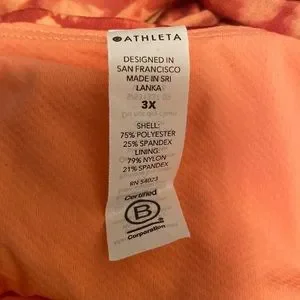 ATHLETA
DESIGNED IN
SAN FRANCISCO
MADE IN SRI
LANKA
3X
SHELL:
75% POLYESTER
25% SPANDEX
LINING:
79% NYLON
21% SPANDEX
RN 54023
Certified
B
Corporation